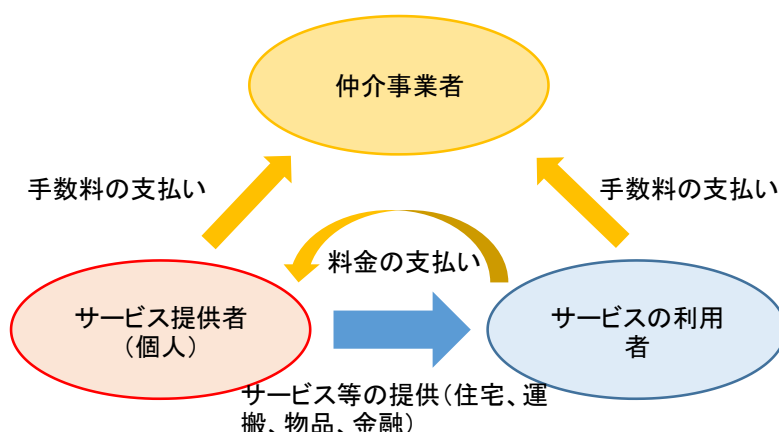 仲介事業者
手数料の支払い
手数料の支払い
料金の支払い
サービス提供者
（個人）
サービスの利用
者
サービス等の提供（住宅、運
搬、物品、金融）